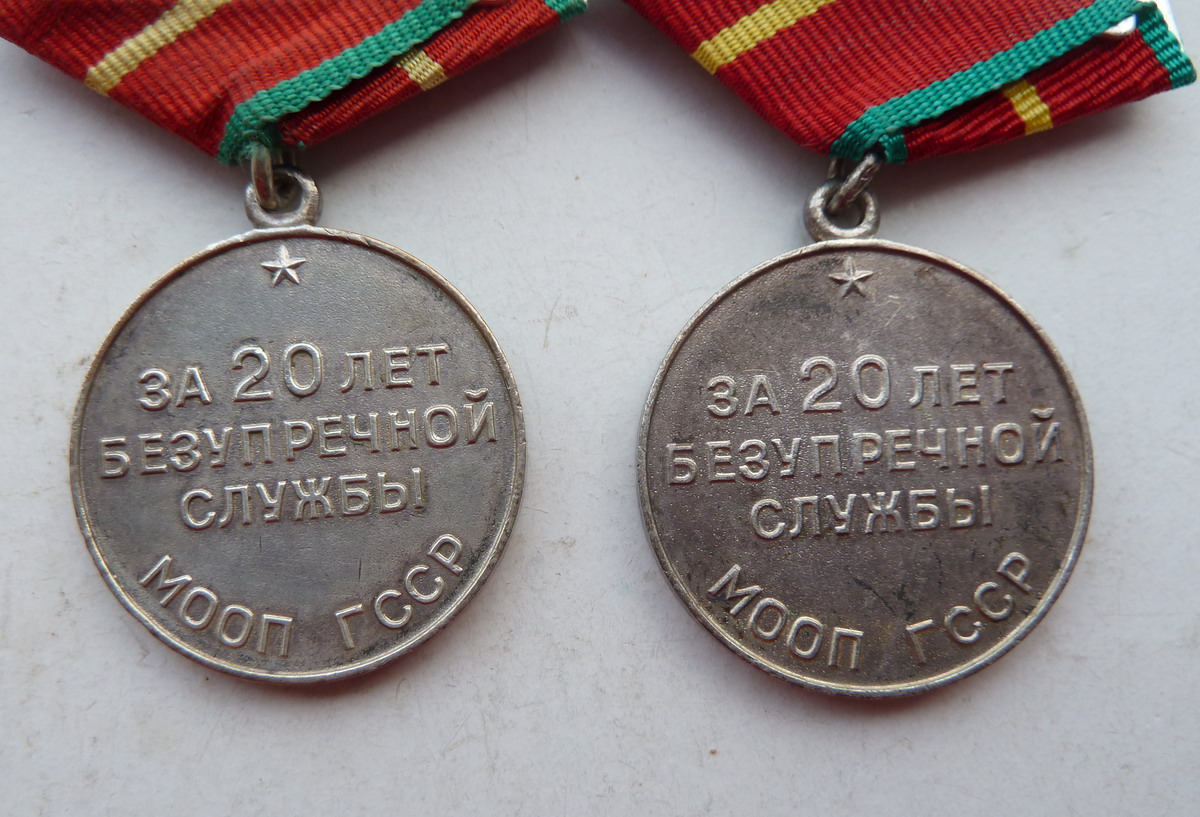 ЗА 20 ЛЕТ
БЕЗУПРЕЧНОЙ
СЛУЖБЫ
МООП ГССР
ЗА 20 ЛЕТ
БЕЗУПРЕЧНОЙ
СЛУЖБЫ
МООП ГССР